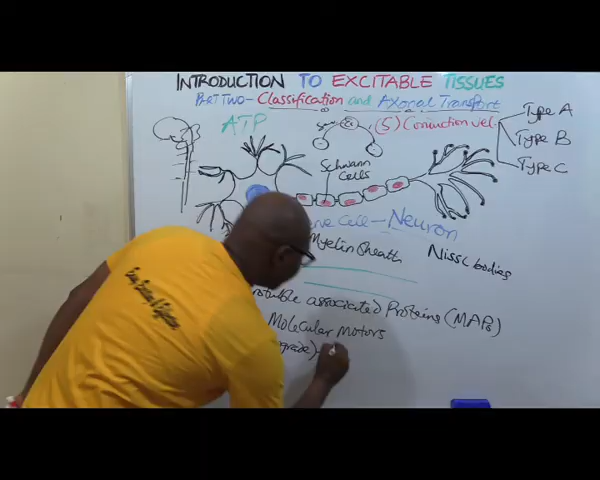 INTRODUCTION TO EXCITABLE TISSUES
PART TWO- Classification and Axonal Transport
ATP
(5) Conduction vel.
Type A
Type B
Type C
Schwann
Cells
Cell - Neuron
Myelin Sheath
Nissl bodies
associated Proteins (MAPs)
Molecular Motors